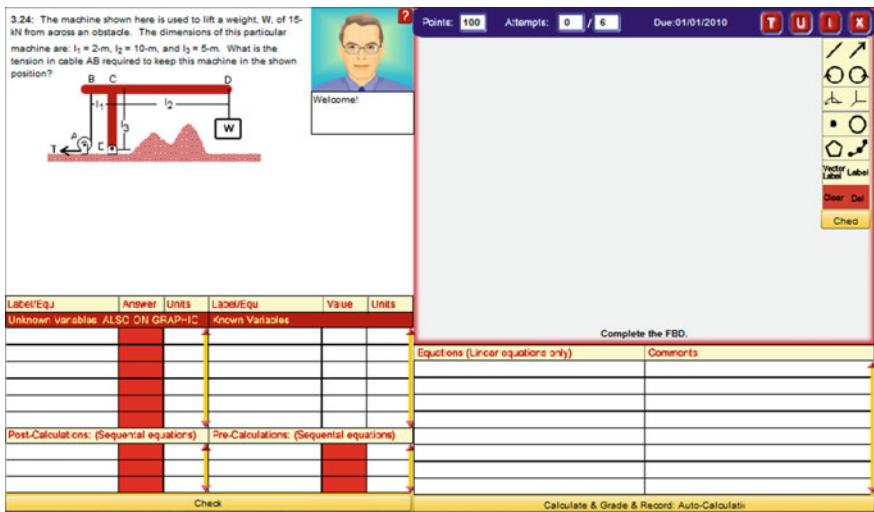 3.24: The machine shown here is used to lift a weight, W, of 15-
kN from across an obstacle. The dimensions of this particular
machine are: l₁ = 2-m, l₂ = 10-m, and l₃ = 5-m. What is the
tension in cable AB required to keep this machine in the shown
position?
B C D
l₁ l₂
l₃
W
A
T E
?
Welcome!
Points: 100 Attempts: 0 / 6 Due:01/01/2010 T U I X
Vector Label Label
Clear Del
Chec
Complete the FBD.
Label/Equ Answer Units Label/Equ Value Units
Unknown Variables: ALSO ON GRAPHIC Known Variables
Post-Calculations: (Sequental equations) Pre-Calculations: (Sequental equations)
Check
Equations (Linear equations only) Comments
Calculate & Grade & Record: Auto-Calculatio